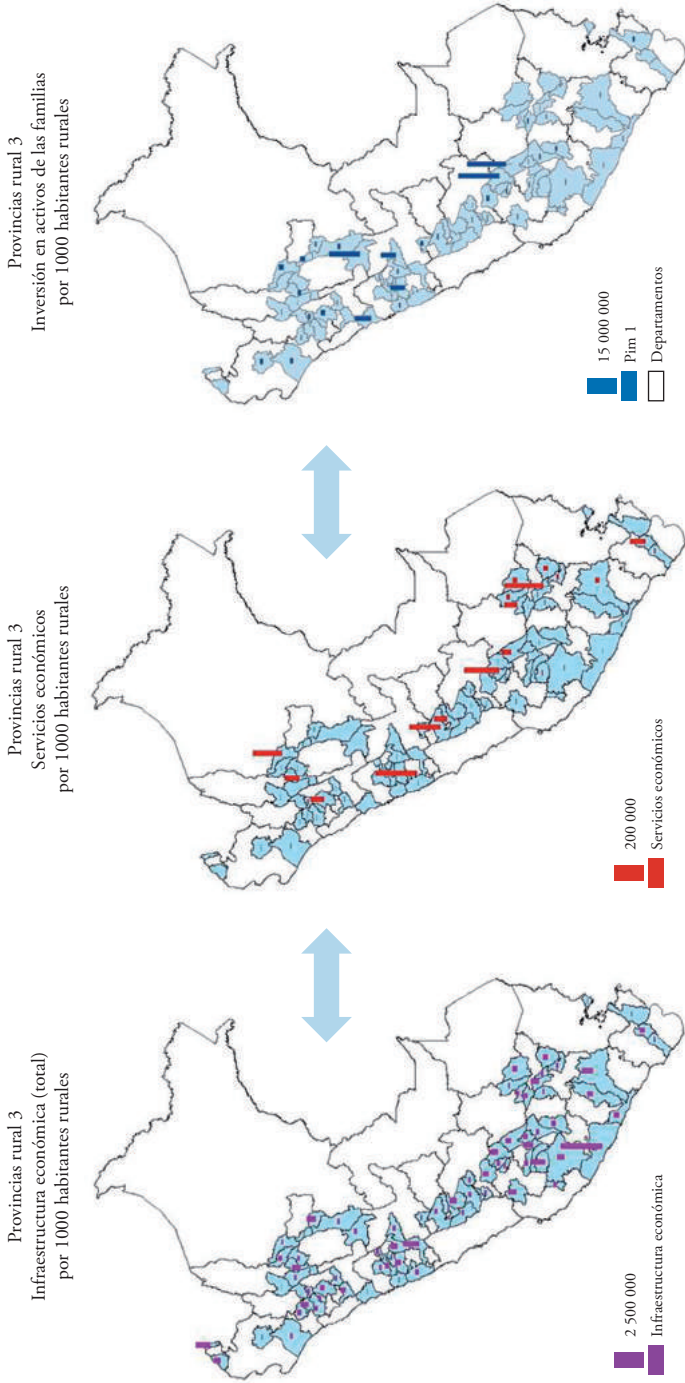 Provincias rural 3
Infraestructura económica (total)
por 1000 habitantes rurales
2 500 000
Infraestructura económica
Provincias rural 3
Servicios económicos
por 1000 habitantes rurales
200 000
Servicios económicos
Provincias rural 3
Inversión en activos de las familias
por 1000 habitantes rurales
15 000 000
Pim 1
Departamentos